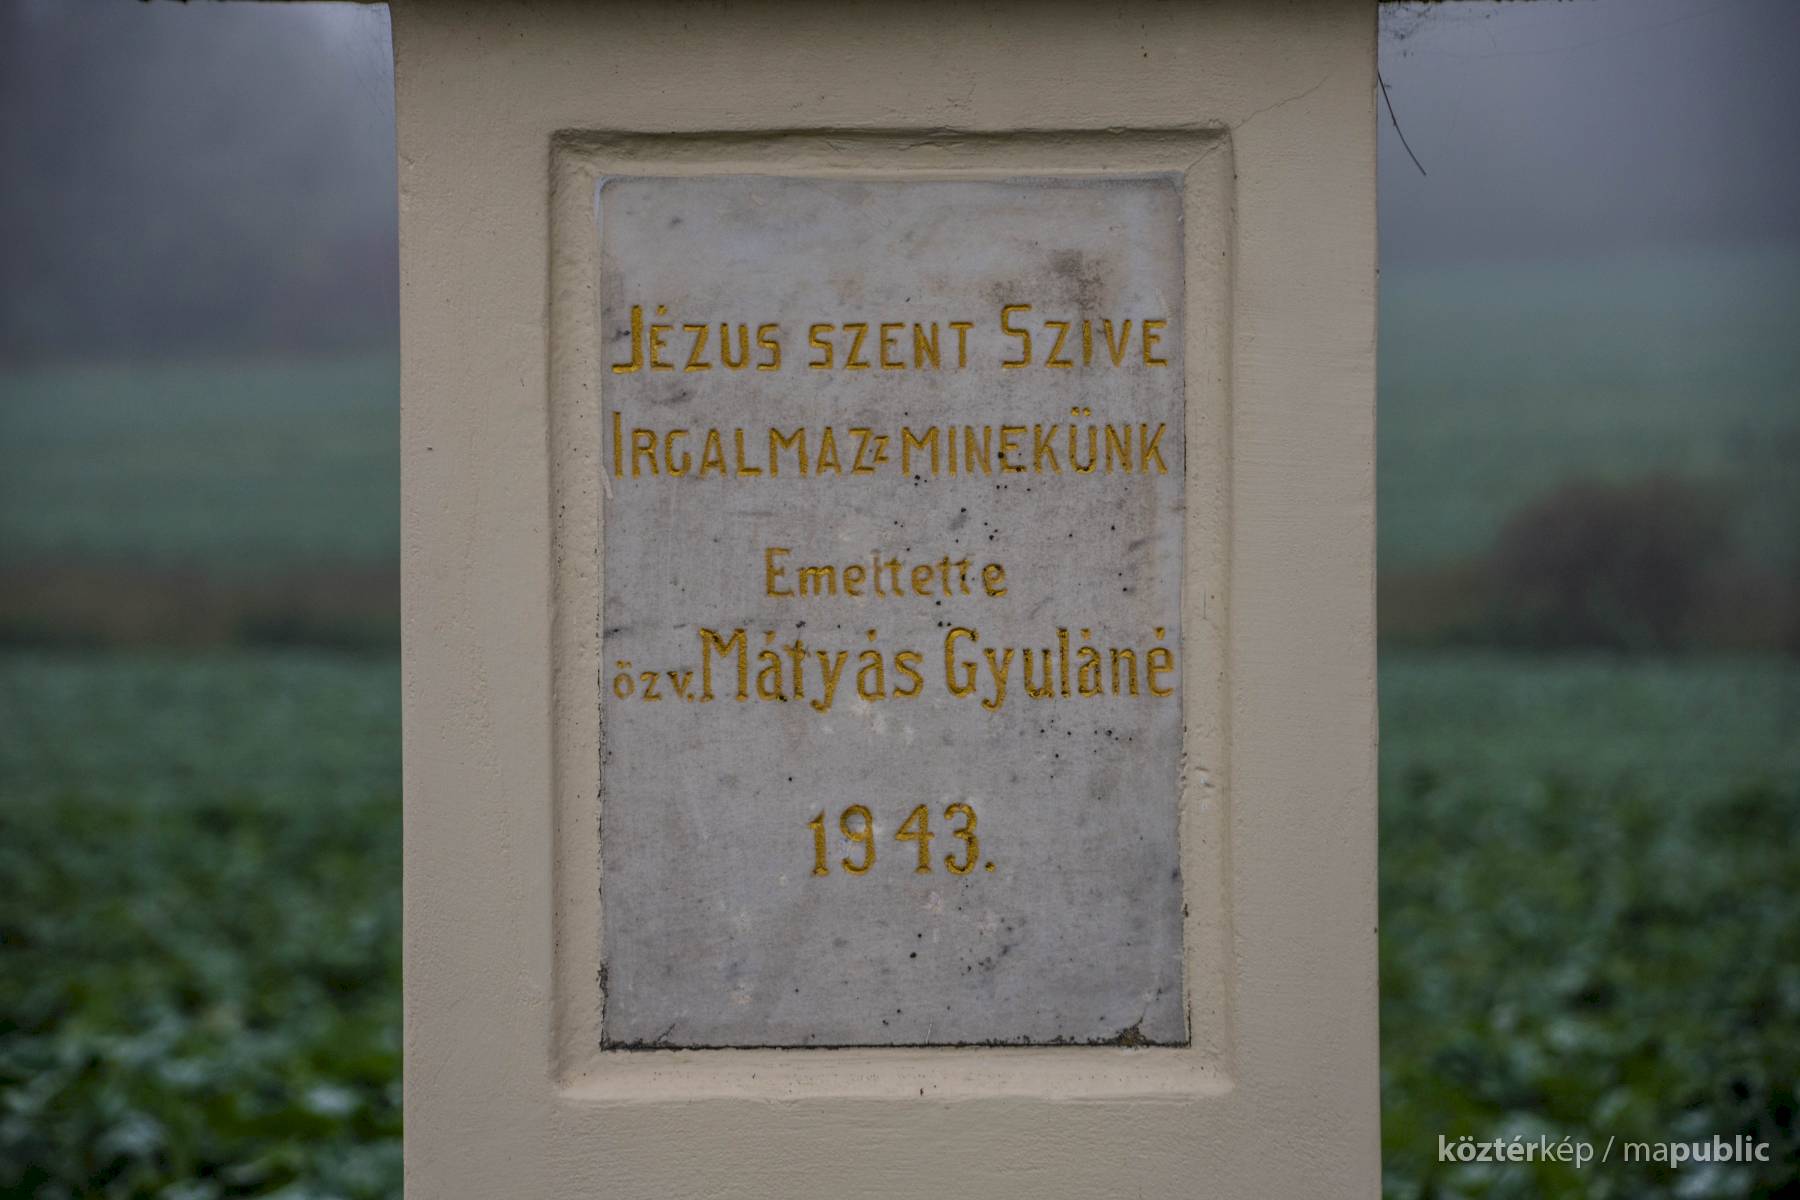 JÉZUS SZENT SZIVE
IRGALMAZZ MINEKÜNK
Emeltette
özv. Mátyás Gyuláné
1943.
köztérkép / mapublic